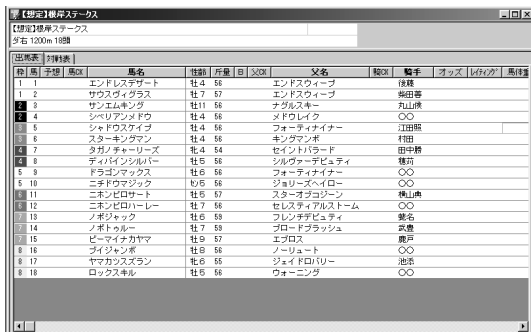 【想定】根岸ステークス
【想定】根岸ステークス
ダ右 1200m 18頭
出馬表 対戦表
枠 馬 予想 馬CK 馬名 性齢 斤量 B 父CK 父名 騎CK 騎手 オッズ レイティング 馬体重
1 1 エンドレスデザート 牡4 56 エンドスウィープ 後藤
1 2 サウスヴィグラス 牡7 57 エンドスウィープ 柴田善
2 3 サンエムキング 牡11 56 ナグルスキー 丸山侯
2 4 シベリアンメドウ 牡4 56 メドウレイク ○○
3 5 シャドウスケイプ 牡4 56 フォーティナイナー 江田照
3 6 スターキングマン 牡4 56 キングマンボ 村田
4 7 タガノチャーリーズ 牝4 54 セイントバラード 田中勝
4 8 ディバインシルバー 牡5 56 シルヴァーデピュティ 穂苅
5 9 ドラゴンマックス 牡6 56 フォーティナイナー ○○
5 10 ニチドウマジック セ5 56 ジョリーズヘイロー ○○
6 11 ニホンピロサート 牡5 57 スターオブコジーン 横山典
6 12 ニホンピロハーレー 牡7 56 セレスティアルストーム ○○
7 13 ノボジャック 牡6 59 フレンチデピュティ 蛯名
7 14 ノボトゥルー 牡7 59 ブロードブラッシュ 武豊
7 15 ビーマイナカヤマ 牡9 57 エブロス 鹿戸
8 16 ブイジャンボ 牡8 56 ノーリュート ○○
8 17 ヤマカツスズラン 牝6 55 ジェイドロバリー 池添
8 18 ロックスキル 牡5 56 ウォーニング ○○